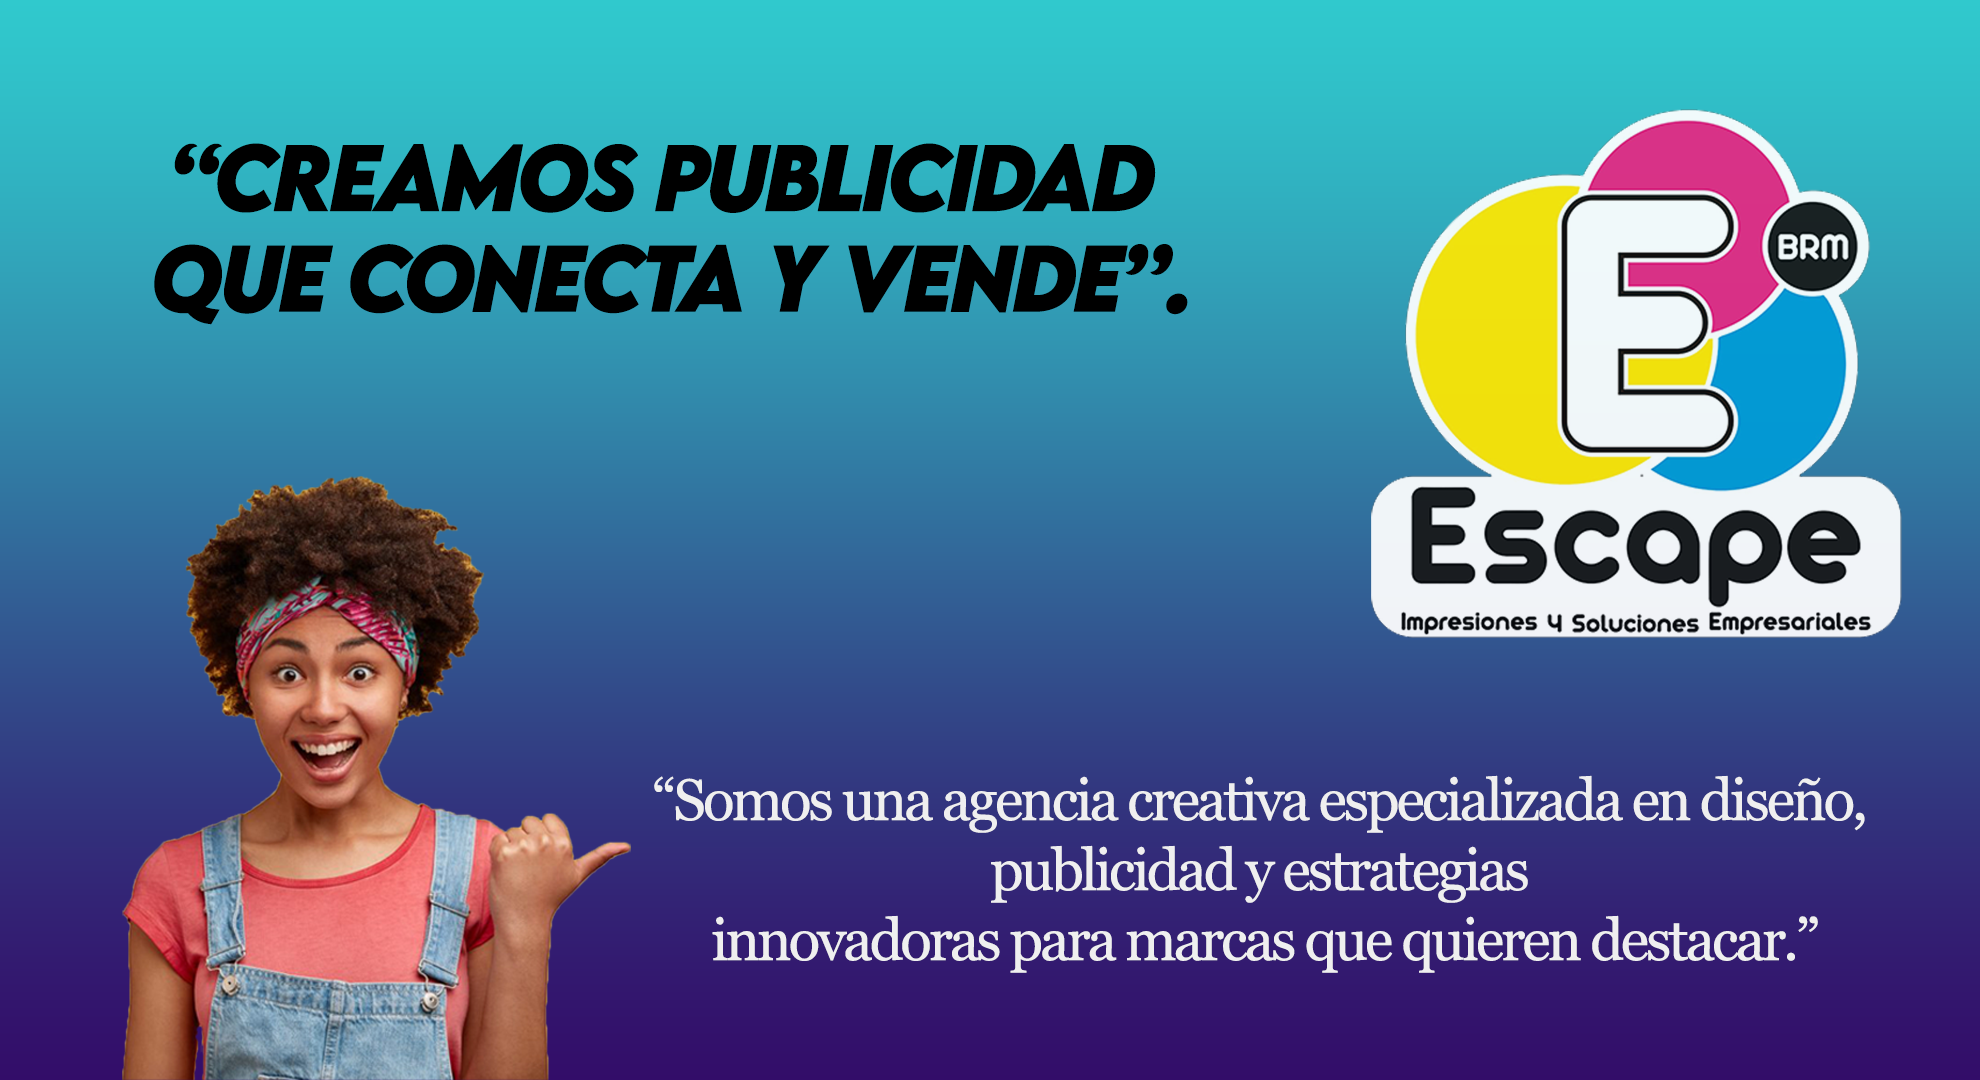 “CREAMOS PUBLICIDAD
QUE CONECTA Y VENDE”.
E
BRM
Escape
Impresiones y Soluciones Empresariales
“Somos una agencia creativa especializada en diseño,
publicidad y estrategias
innovadoras para marcas que quieren destacar.”